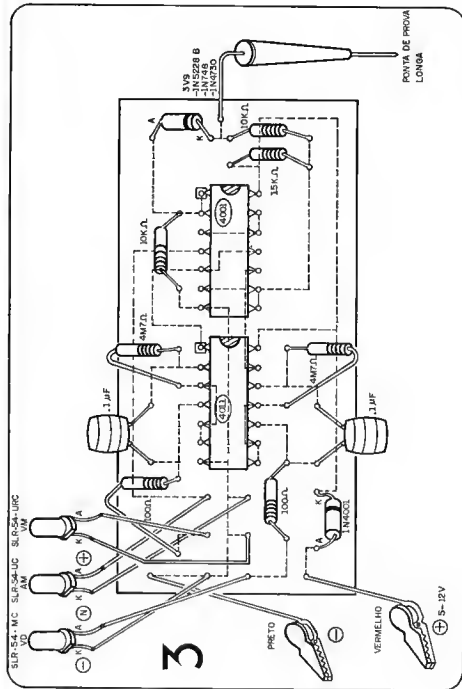 SLR-54-MC
VD
SLR-54-UC
AM
SLR-54-URC
VM
K
A
K
A
K
A
⊖
N
⊕
.1µF
4M7Ω
10KΩ
A
K
3V9
-1N5228 B
-1N748
-1N4730
100Ω
4011
4001
15KΩ
10KΩ
PONTA DE PROVA
LONGA
3
100Ω
4M7Ω
.1µF
A
K
1N4001
PRETO
⊖
VERMELHO
⊕ 5-12V